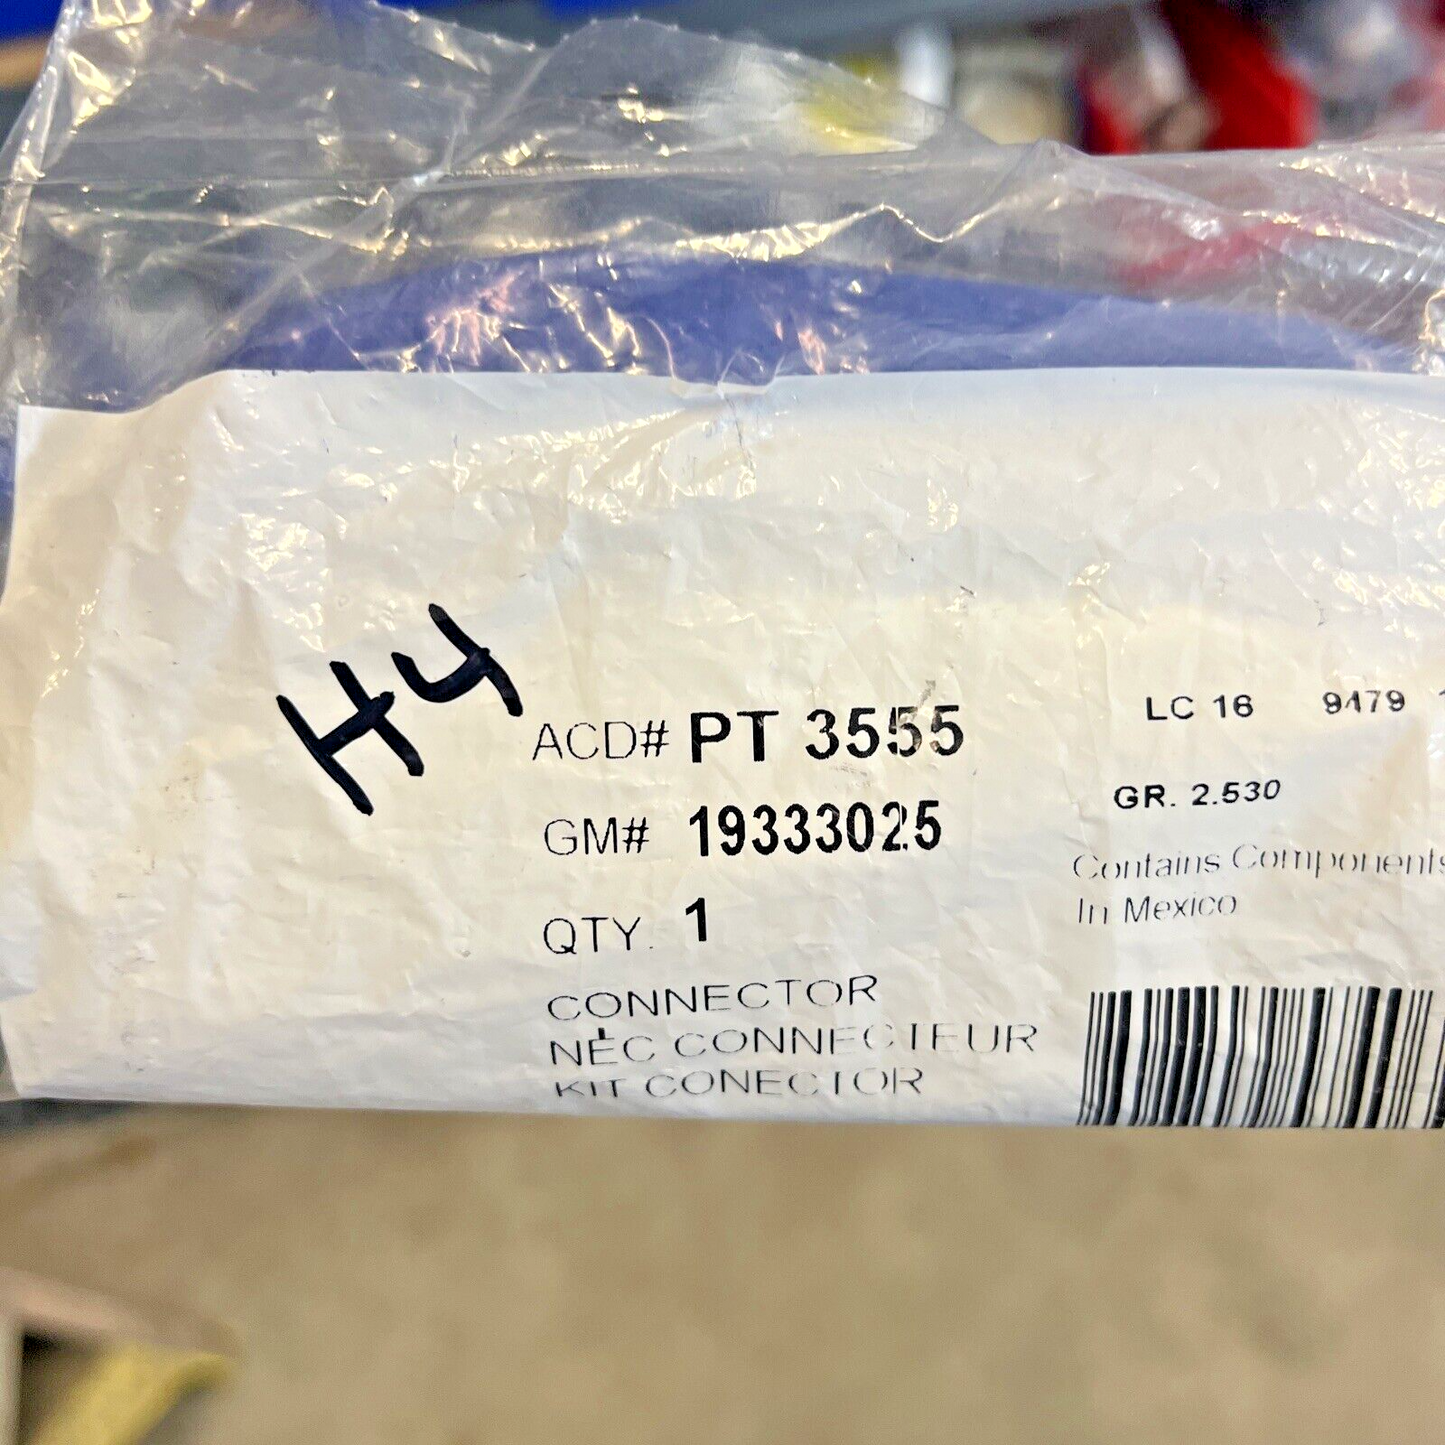 H4
ACD# PT 3555
GM# 19333025
QTY. 1
CONNECTOR
NEC CONNECTEUR
KIT CONECTOR
LC 16 9479
GR. 2.530
Contains Components
In Mexico